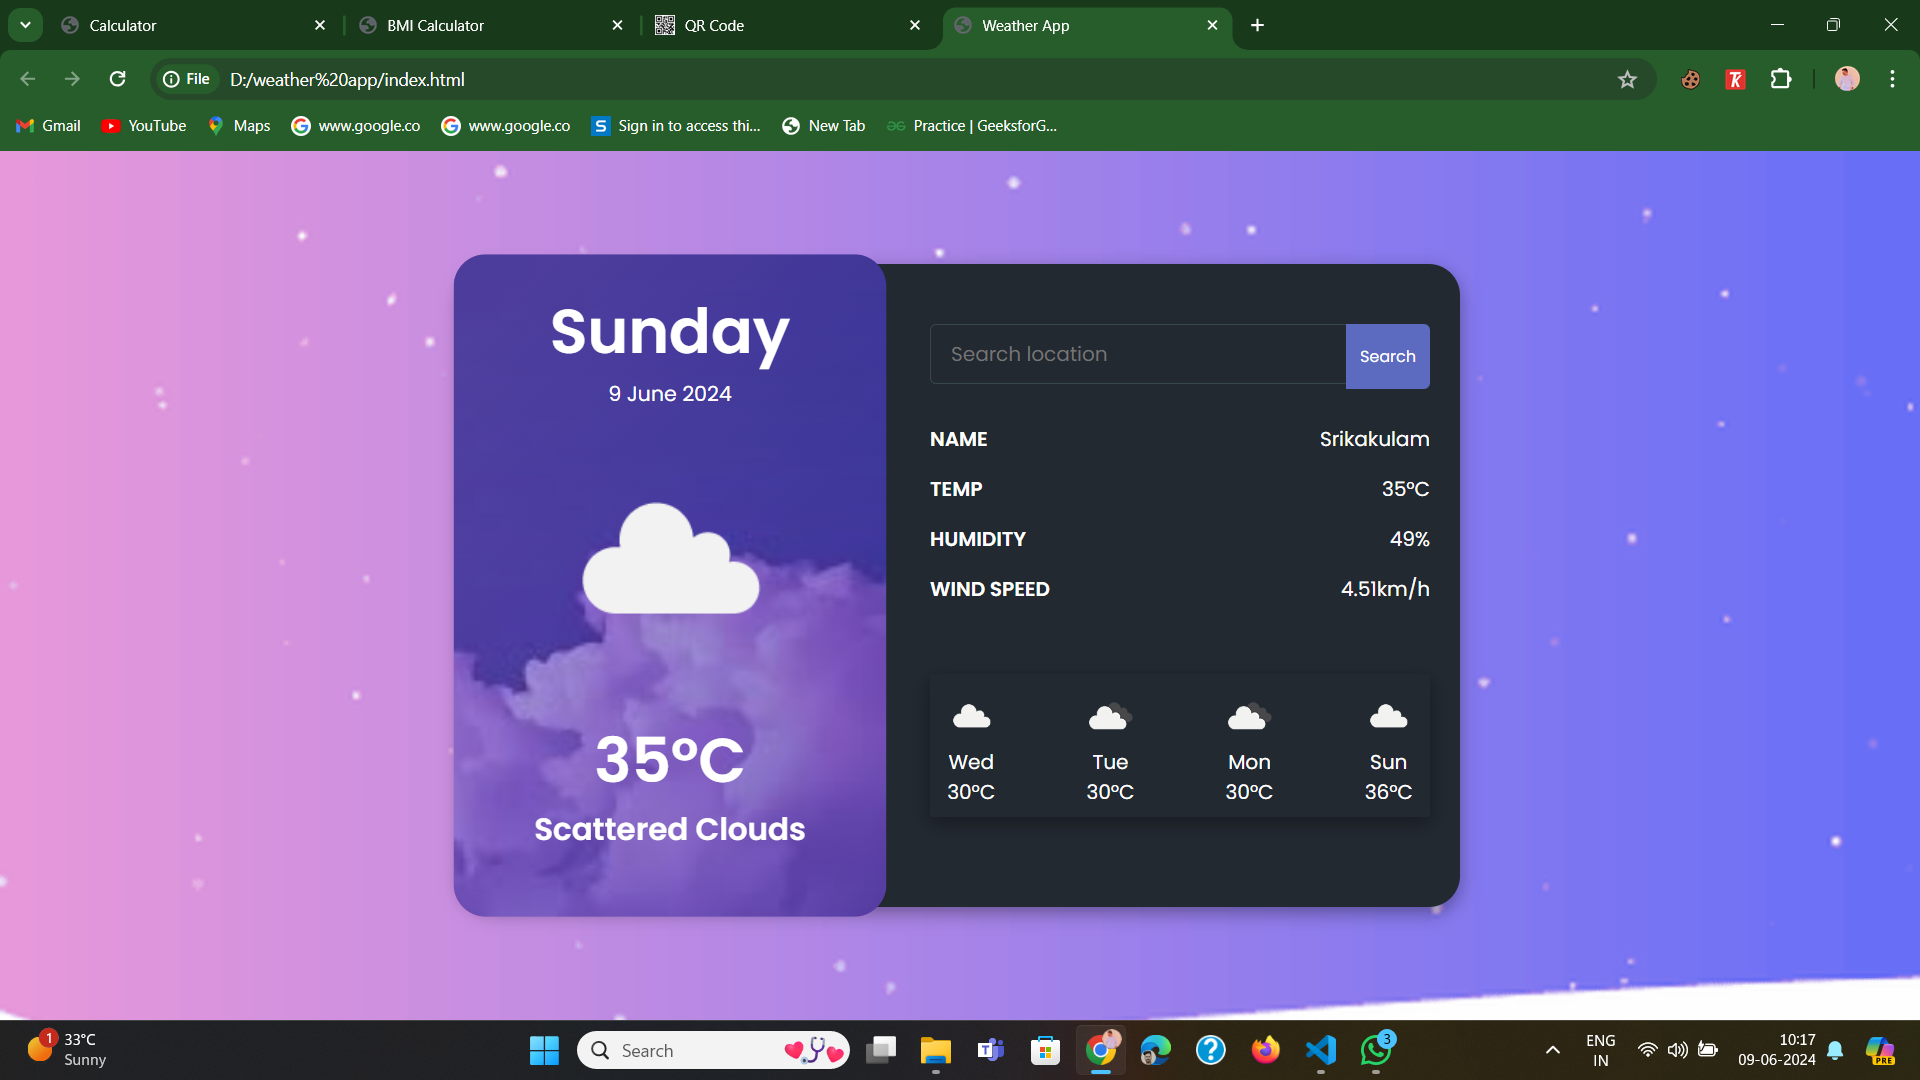 Calculator
BMI Calculator
QR Code
Weather App
File
D:/weather%20app/index.html
Gmail
YouTube
Maps
www.google.co
www.google.co
Sign in to access thi...
New Tab
Practice | GeeksforG...
Sunday
9 June 2024
35°C
Scattered Clouds
Search location
Search
NAME Srikakulam
TEMP 35°C
HUMIDITY 49%
WIND SPEED 4.51km/h
Wed Tue Mon Sun
30°C 30°C 30°C 36°C
1
33°C
Sunny
Search
3
ENG
IN
10:17
09-06-2024
PRE